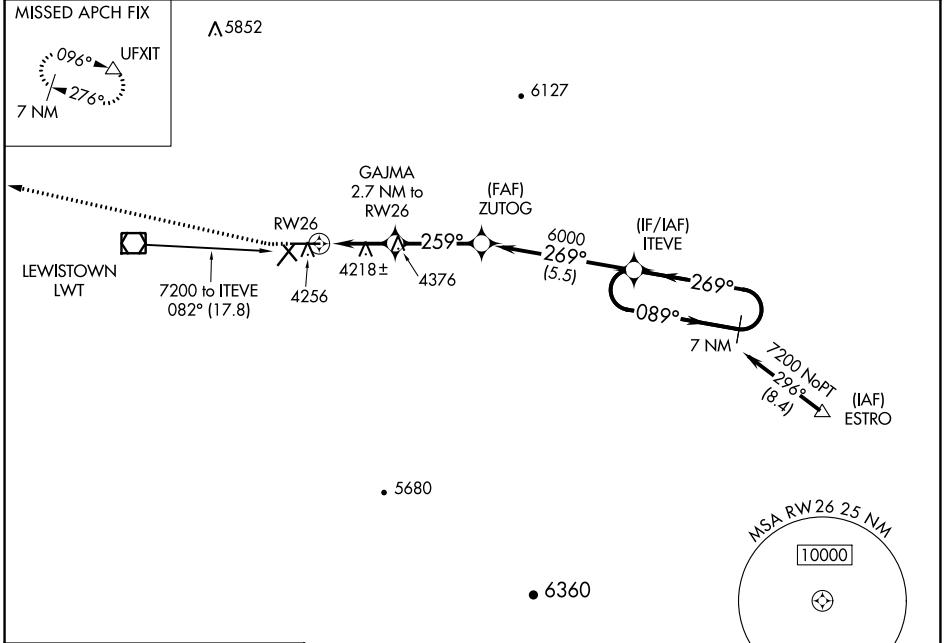 MISSED APCH FIX
096°
UFXIT
276°
7 NM
5852
6127
GAJMA
2.7 NM to
RW26
(FAF)
ZUTOG
(IF/IAF)
ITEVE
RW26
259°
6000
269°
(5.5)
269°
089°
7 NM
LEWISTOWN
LWT
7200 to ITEVE
082° (17.8)
4256
4218±
4376
7200 NoPT
296°
(8.4)
(IAF)
ESTRO
5680
6360
MSA RW26 25 NM
10000